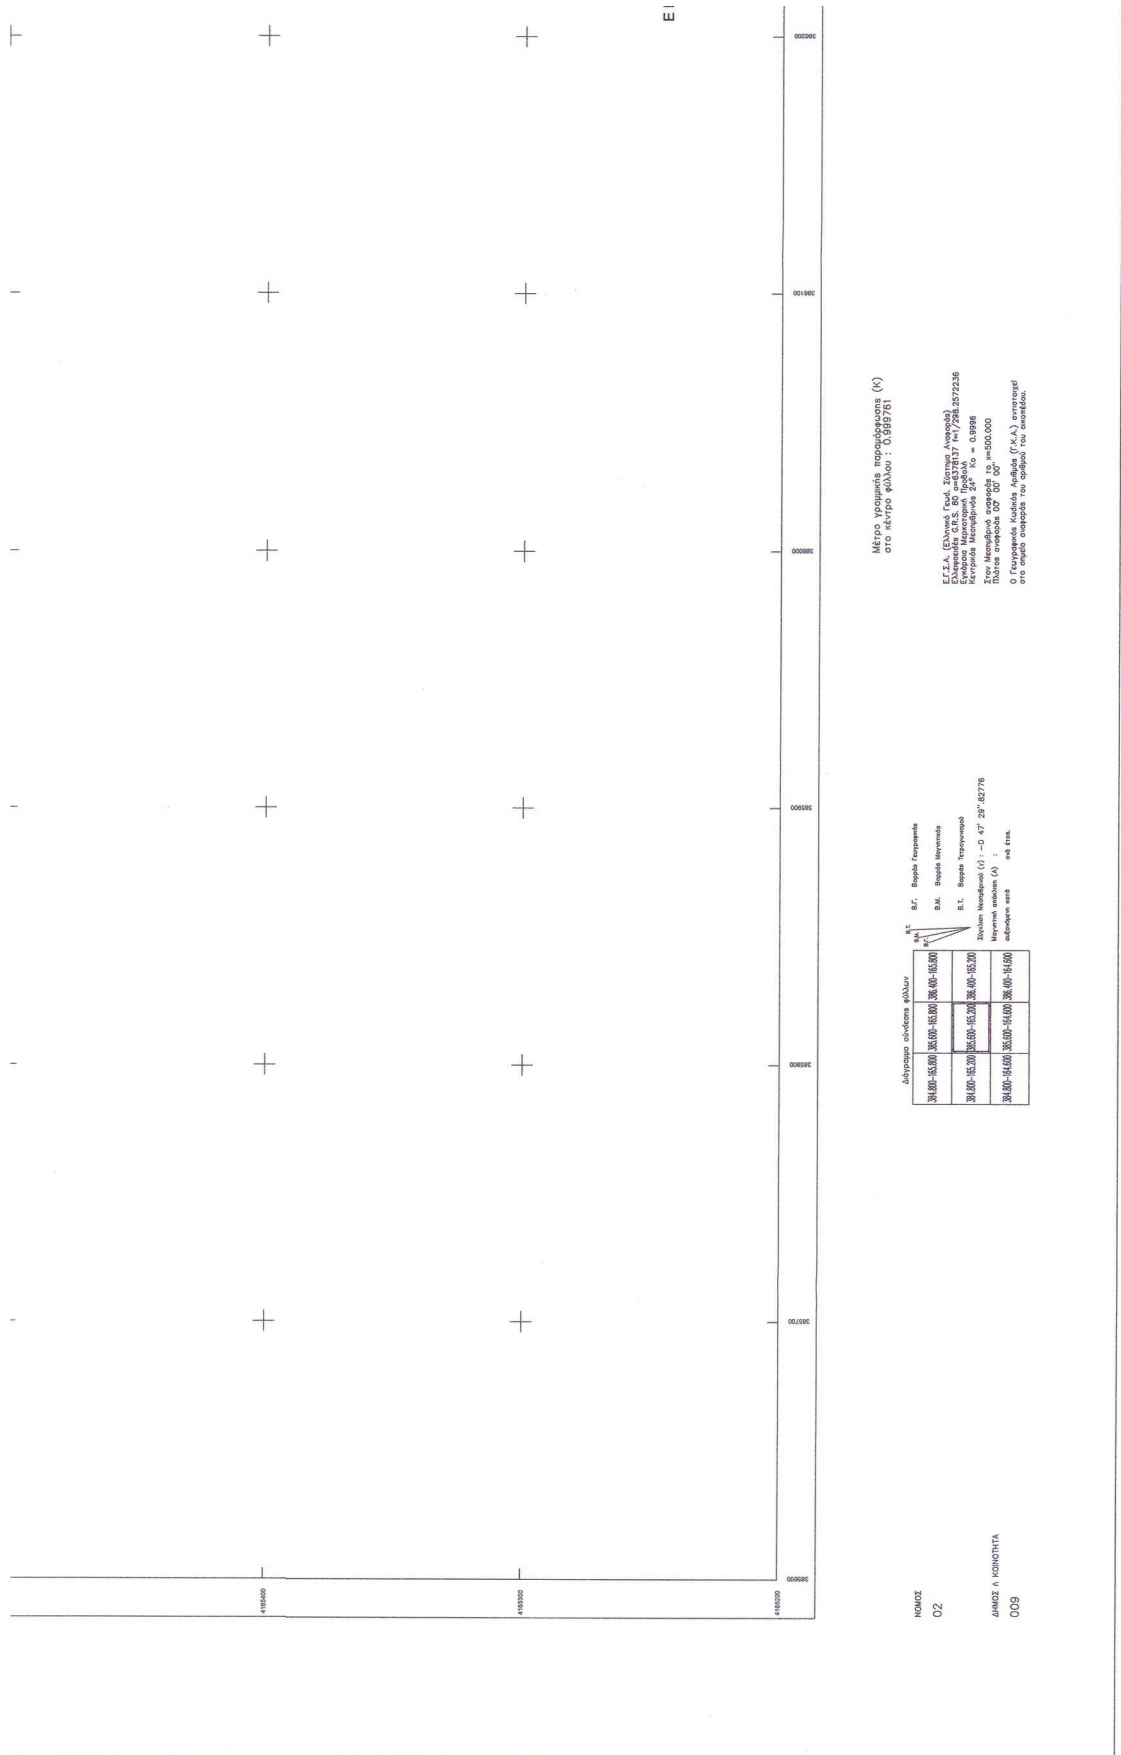 ΕΙ
386200
386100
386000
385900
385800
385700
385600
4165400
4165300
4165200
Μέτρο γραμμικής παραμόρφωσης (Κ)
στο κέντρο φύλλου : 0.999761
Ε.Γ.Σ.Α. (Ελληνικό Γεωδ. Σύστημα Αναφοράς)
Ελλειψοειδές G.R.S. 80 α=6378137 f=1/298.2572236
Εγκάρσια Μερκατορική Προβολή
Κεντρικός Μεσημβρινός 24° Κο = 0.9996
Στον Μεσημβρινό αναφοράς το x=500.000
Πλάτος αναφοράς 00° 00' 00''
Ο Γεωγραφικός Κωδικός Αριθμός (Γ.Κ.Α.) αντιστοιχεί
στο σημείο αναφοράς του αριθμού του οικοπέδου.
Διάγραμμα σύνδεσης φύλλων
384.800-165.800 385.600-165.800 386.400-165.800
384.800-165.200 385.600-165.200 386.400-165.200
384.800-164.600 385.600-164.600 386.400-164.600
Β.Τ.
Β.Μ.
Β.Γ.
Β.Γ. Βορράς Γεωγραφικός
Β.Μ. Βορράς Μαγνητικός
Β.Τ. Βορράς Τετραγωνισμού
Σύγκλιση Μεσημβρινού (γ) : -0 47' 29''.82776
Μαγνητική απόκλιση (Δ) :
αυξανόμενη κατά ανά έτος.
ΝΟΜΟΣ
02
ΔΗΜΟΣ ή ΚΟΙΝΟΤΗΤΑ
009